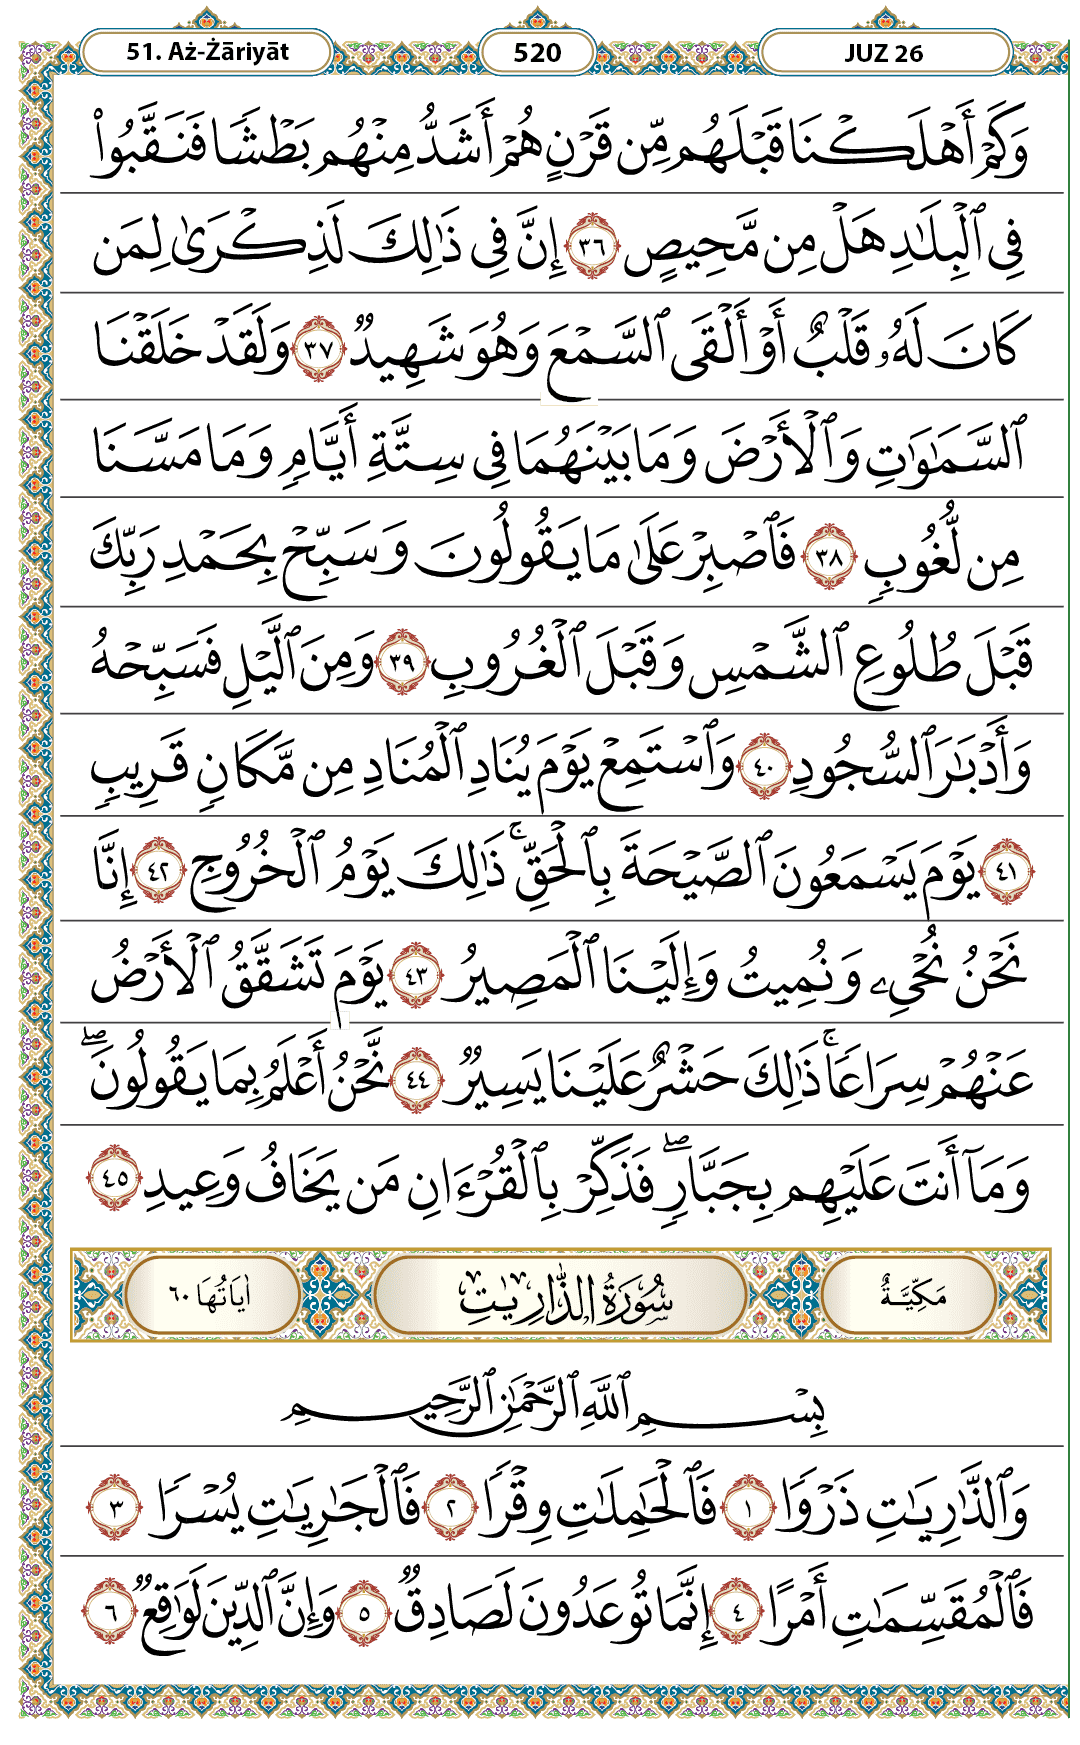 51. Aż-Żāriyāt 520 JUZ 26
وَكَمْ أَهْلَكْنَا قَبْلَهُم مِّن قَرْنٍ هُمْ أَشَدُّ مِنْهُم بَطْشًا فَنَقَّبُوا۟
فِى ٱلْبِلَـٰدِ هَلْ مِن مَّحِيصٍ ٣٦ إِنَّ فِى ذَٰلِكَ لَذِكْرَىٰ لِمَن
كَانَ لَهُۥ قَلْبٌ أَوْ أَلْقَى ٱلسَّمْعَ وَهُوَ شَهِيدٌ ٣٧ وَلَقَدْ خَلَقْنَا
ٱلسَّمَـٰوَٰتِ وَٱلْأَرْضَ وَمَا بَيْنَهُمَا فِى سِتَّةِ أَيَّامٍ وَمَا مَسَّنَا
مِن لُّغُوبٍ ٣٨ فَٱصْبِرْ عَلَىٰ مَا يَقُولُونَ وَسَبِّحْ بِحَمْدِ رَبِّكَ
قَبْلَ طُلُوعِ ٱلشَّمْسِ وَقَبْلَ ٱلْغُرُوبِ ٣٩ وَمِنَ ٱلَّيْلِ فَسَبِّحْهُ
وَأَدْبَـٰرَ ٱلسُّجُودِ ٤٠ وَٱسْتَمِعْ يَوْمَ يُنَادِ ٱلْمُنَادِ مِن مَّكَانٍ قَرِيبٍ
٤١ يَوْمَ يَسْمَعُونَ ٱلصَّيْحَةَ بِٱلْحَقِّ ۚ ذَٰلِكَ يَوْمُ ٱلْخُرُوجِ ٤٢ إِنَّا
نَحْنُ نُحْىِۦ وَنُمِيتُ وَإِلَيْنَا ٱلْمَصِيرُ ٤٣ يَوْمَ تَشَقَّقُ ٱلْأَرْضُ
عَنْهُمْ سِرَاعًا ۚ ذَٰلِكَ حَشْرٌ عَلَيْنَا يَسِيرٌ ٤٤ نَّحْنُ أَعْلَمُ بِمَا يَقُولُونَ ۖ
وَمَآ أَنتَ عَلَيْهِم بِجَبَّارٍ ۖ فَذَكِّرْ بِٱلْقُرْءَانِ مَن يَخَافُ وَعِيدِ ٤٥
مَكِّيَّةٌ سُورَةُ الذَّارِيَاتِ اٰيَاتُهَا ٦٠
بِسْمِ ٱللَّهِ ٱلرَّحْمَـٰنِ ٱلرَّحِيمِ
وَٱلذَّٰرِيَـٰتِ ذَرْوًا ١ فَٱلْحَـٰمِلَـٰتِ وِقْرًا ٢ فَٱلْجَـٰرِيَـٰتِ يُسْرًا ٣
فَٱلْمُقَسِّمَـٰتِ أَمْرًا ٤ إِنَّمَا تُوعَدُونَ لَصَادِقٌ ٥ وَإِنَّ ٱلدِّينَ لَوَٰقِعٌ ٦